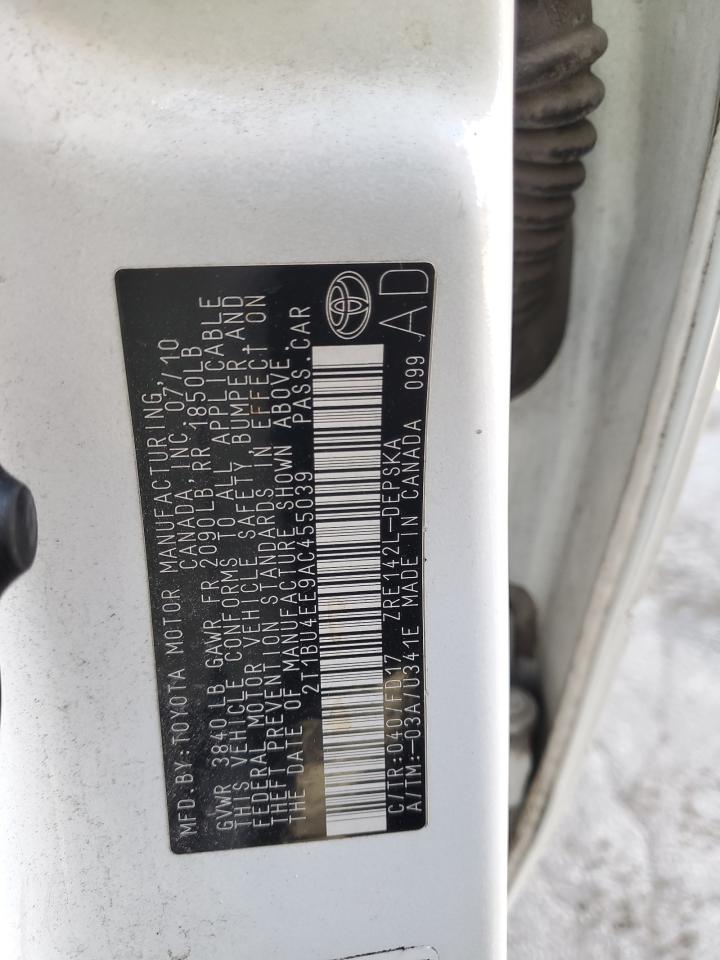 MFD.BY:TOYOTA MOTOR MANUFACTURING,
CANADA,INC. 07/10
GVWR 3840 LB GAWR FR 2090LB,RR 1850LB
THIS VEHICLE CONFORMS TO ALL APPLICABLE
FEDERAL MOTOR VEHICLE SAFETY,BUMPER,AND
THEFT PREVENTION STANDARDS IN EFFECT ON
THE DATE OF MANUFACTURE SHOWN ABOVE.
2T1BU4EE9AC455039 PASS.CAR
C/TR:040/FD17 ZRE142L-DEPSKA
A/TM:-03A/U341E MADE IN CANADA 099
AD